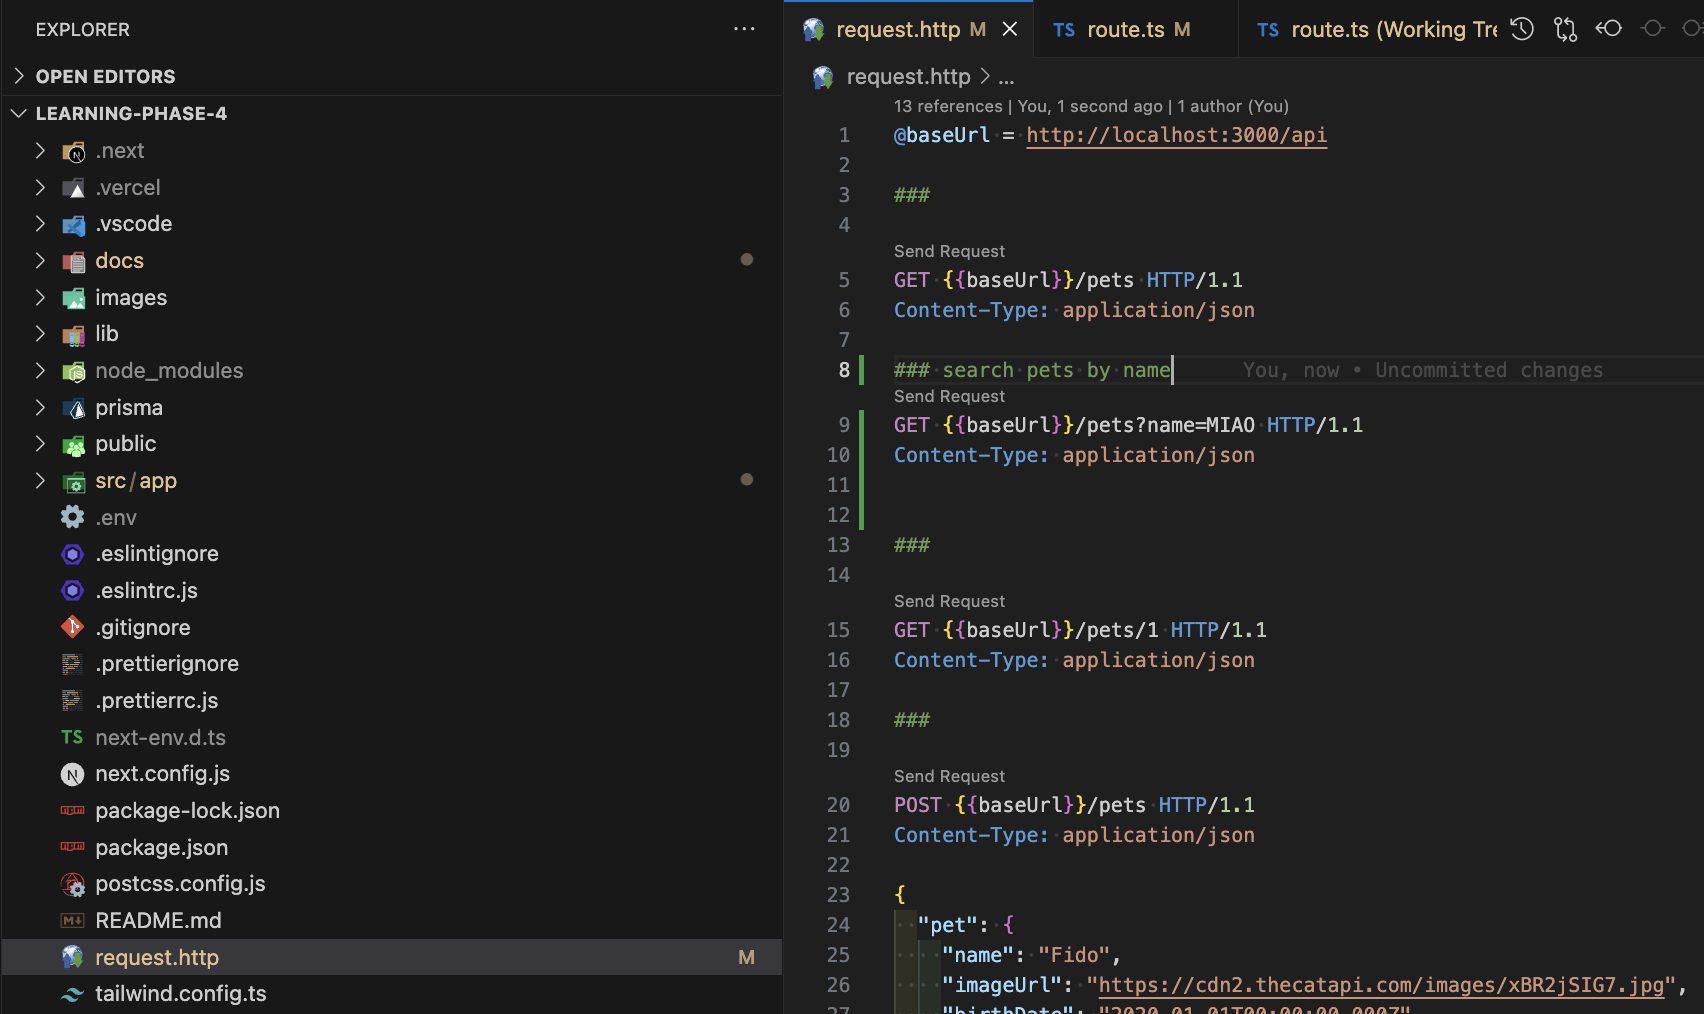 EXPLORER
OPEN EDITORS
LEARNING-PHASE-4
.next
.vercel
.vscode
docs
images
lib
node_modules
prisma
public
src/app
.env
.eslintignore
.eslintrc.js
.gitignore
.prettierignore
.prettierrc.js
TS next-env.d.ts
next.config.js
package-lock.json
package.json
postcss.config.js
README.md
request.http M
tailwind.config.ts
request.http M
TS route.ts M
TS route.ts (Working Tre
request.http > ...
13 references | You, 1 second ago | 1 author (You)
1 @baseUrl = http://localhost:3000/api
2
3 ###
4
Send Request
5 GET {{baseUrl}}/pets HTTP/1.1
6 Content-Type: application/json
7
8 ### search pets by name You, now • Uncommitted changes
Send Request
9 GET {{baseUrl}}/pets?name=MIAO HTTP/1.1
10 Content-Type: application/json
11
12
13 ###
14
Send Request
15 GET {{baseUrl}}/pets/1 HTTP/1.1
16 Content-Type: application/json
17
18 ###
19
Send Request
20 POST {{baseUrl}}/pets HTTP/1.1
21 Content-Type: application/json
22
23 {
24 "pet": {
25 "name": "Fido",
26 "imageUrl": "https://cdn2.thecatapi.com/images/xBR2jSIG7.jpg",
27 "birthDate": "2020-01-01T00:00:00.000Z"